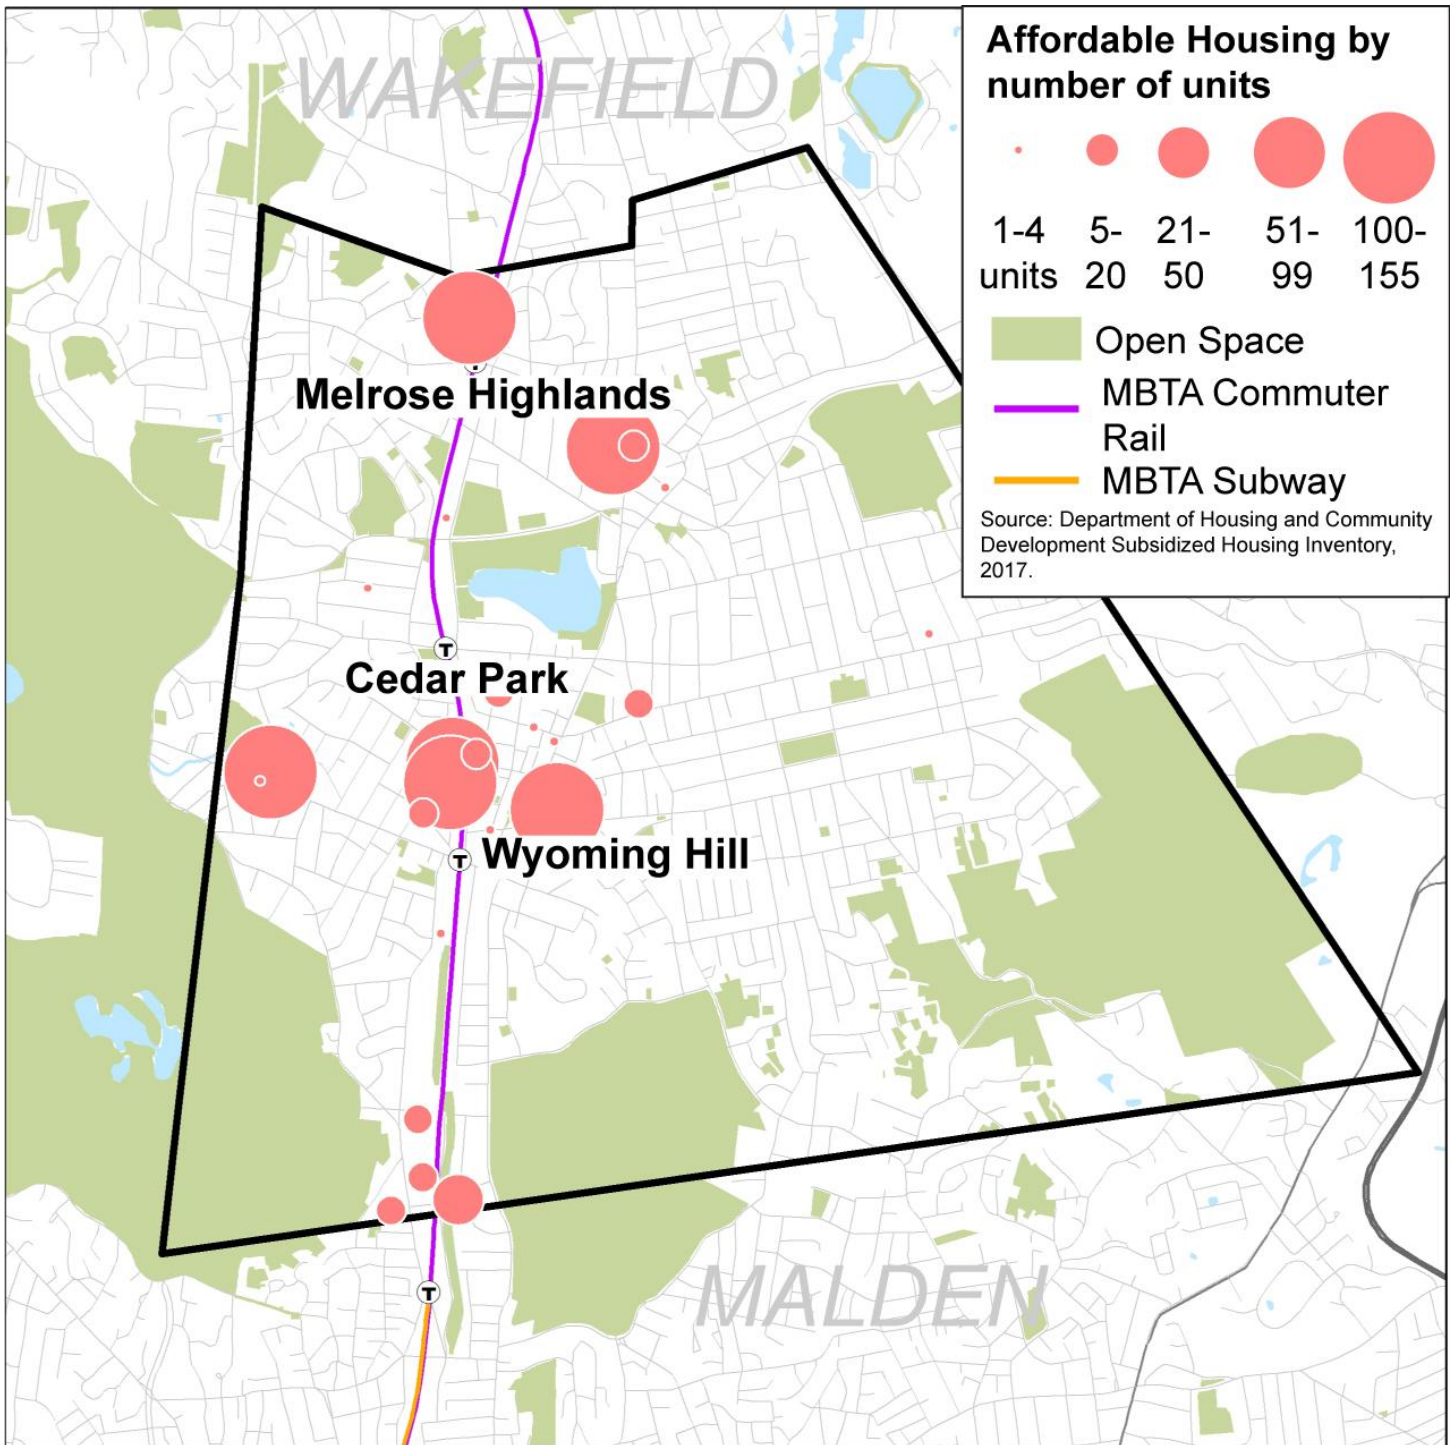 WAKEFIELD
Affordable Housing by
number of units
1-4 5- 21- 51- 100-
units 20 50 99 155
Open Space
MBTA Commuter
Rail
MBTA Subway
Source: Department of Housing and Community
Development Subsidized Housing Inventory,
2017.
Melrose Highlands
T
Cedar Park
T
Wyoming Hill
MALDEN
T